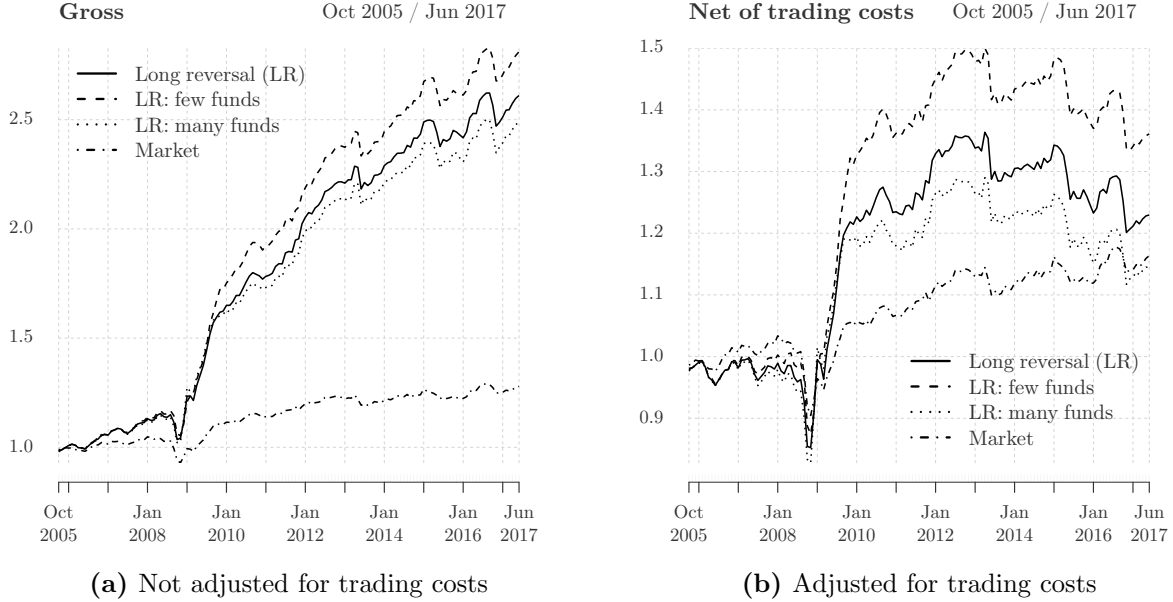 Gross Oct 2005 / Jun 2017
Long reversal (LR)
LR: few funds
LR: many funds
Market
2.5
2.0
1.5
1.0
Oct 2005
Jan 2008
Jan 2010
Jan 2012
Jan 2014
Jan 2016
Jun 2017
(a) Not adjusted for trading costs
Net of trading costs Oct 2005 / Jun 2017
1.5
1.4
1.3
1.2
1.1
1.0
0.9
Long reversal (LR)
LR: few funds
LR: many funds
Market
Oct 2005
Jan 2008
Jan 2010
Jan 2012
Jan 2014
Jan 2016
Jun 2017
(b) Adjusted for trading costs